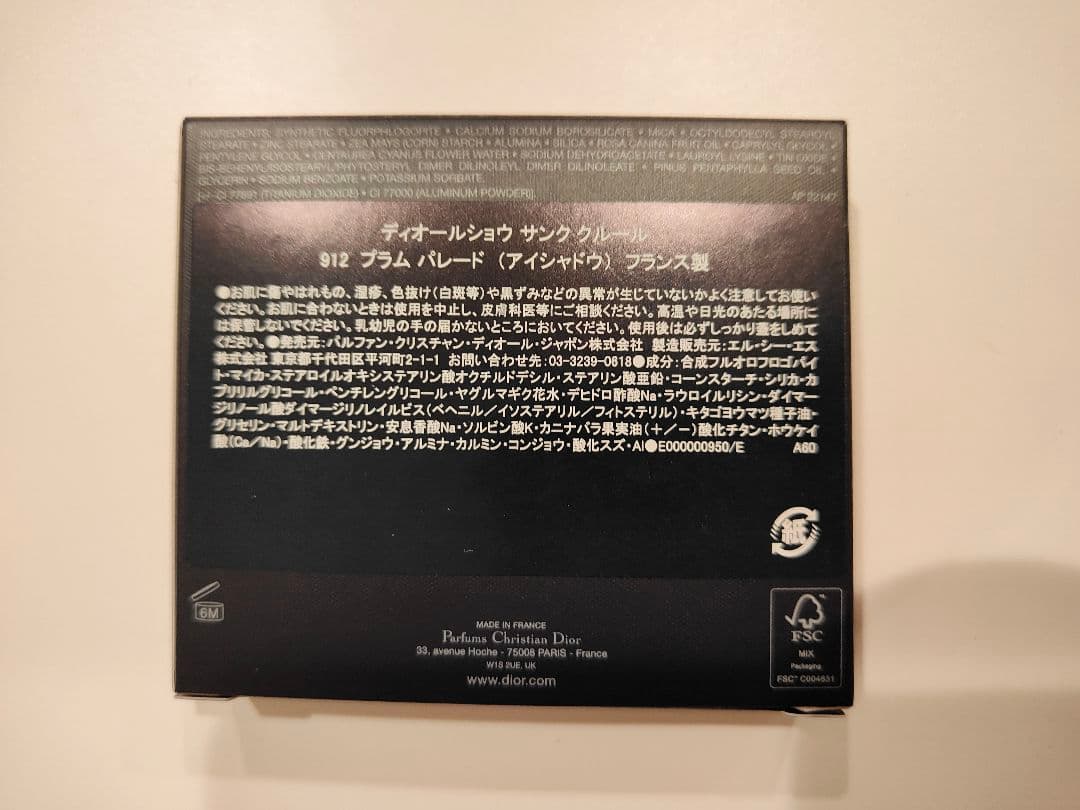 INGREDIENTS: SYNTHETIC FLUORPHLOGOPITE • CALCIUM SODIUM BOROSILICATE • MICA • OCTYLDODECYL STEAROYL
STEARATE • ZINC STEARATE • ZEA MAYS (CORN) STARCH • ALUMINA • SILICA • ROSA CANINA FRUIT OIL • CAPRYLYL GLYCOL •
PENTYLENE GLYCOL • CENTAUREA CYANUS FLOWER WATER • SODIUM DEHYDROACETATE • LAUROYL LYSINE • TIN OXIDE •
BIS-BEHENYL/ISOSTEARYL/PHYTOSTERYL DIMER DILINOLEYL DIMER DILINOLEATE • PINUS PENTAPHYLLA SEED OIL •
GLYCERIN • SODIUM BENZOATE • POTASSIUM SORBATE
CI 77891 (TITANIUM DIOXIDE) • CI 77000 (ALUMINUM POWDER)]. AP 22147
ディオールショウ サンク クルール
912 プラム パレード (アイシャドウ) フランス製
●お肌に傷やはれもの、湿疹、色抜け(白斑等)や黒ずみなどの異常が生じていないかよく注意してお使い
ください。お肌に合わないときは使用を中止し、皮膚科医等にご相談ください。高温や日光のあたる場所に
は保管しないでください。乳幼児の手の届かないところにおいてください。使用後は必ずしっかり蓋をしめて
ください。●発売元:パルファン・クリスチャン・ディオール・ジャポン株式会社 製造販売元:エル・シー・エス
株式会社 東京都千代田区平河町2-1-1 お問い合わせ先:03-3239-0618●成分:合成フルオロフロゴパイ
ト・マイカ・ステアロイルオキシステアリン酸オクチルドデシル・ステアリン酸亜鉛・コーンスターチ・シリカ・カ
プリリルグリコール・ペンチレングリコール・ヤグルマギク花水・デヒドロ酢酸Na・ラウロイルリシン・ダイマー
ジリノール酸ダイマージリノレイルビス(ベヘニル/イソステアリル/フィトステリル)・キタゴヨウマツ種子油・
グリセリン・マルトデキストリン・安息香酸Na・ソルビン酸K・カニナバラ果実油(+/-)酸化チタン・ホウケイ
酸(Ca/Na)・酸化鉄・グンジョウ・アルミナ・カルミン・コンジョウ・酸化スズ・Al●E000000950/E A60
紙
6M
MADE IN FRANCE
Parfums Christian Dior
33, avenue Hoche - 75008 PARIS - France
W1S 2UE, UK
www.dior.com
FSC
MIX
Packaging
FSC™ C004631